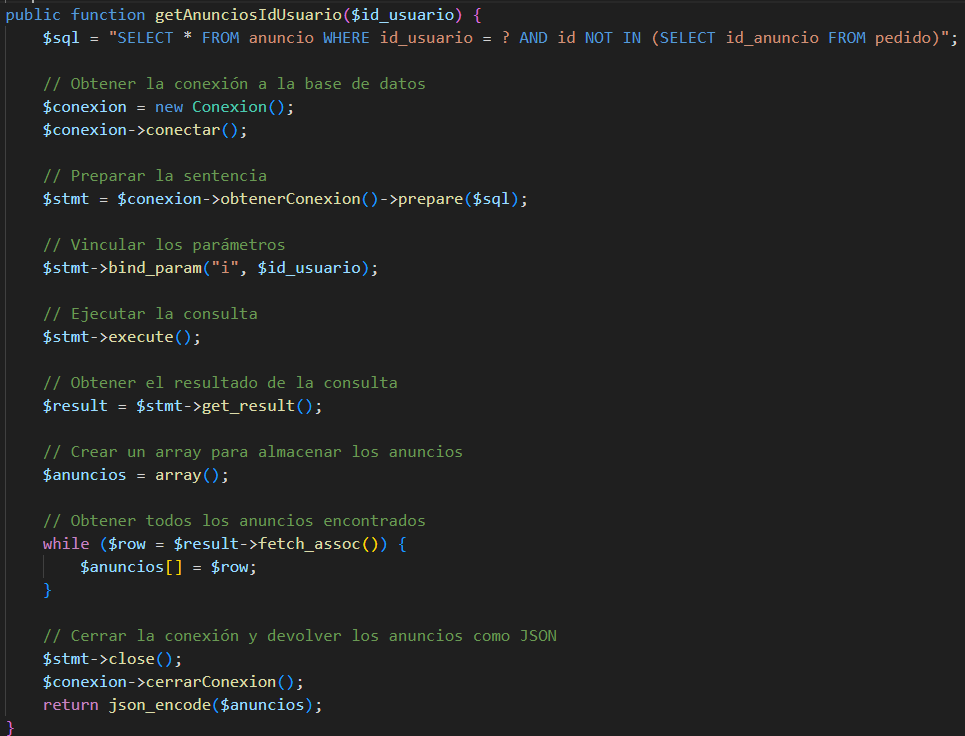 public function getAnunciosIdUsuario($id_usuario) {
$sql = "SELECT * FROM anuncio WHERE id_usuario = ? AND id NOT IN (SELECT id_anuncio FROM pedido)";
// Obtener la conexión a la base de datos
$conexion = new Conexion();
$conexion->conectar();
// Preparar la sentencia
$stmt = $conexion->obtenerConexion()->prepare($sql);
// Vincular los parámetros
$stmt->bind_param("i", $id_usuario);
// Ejecutar la consulta
$stmt->execute();
// Obtener el resultado de la consulta
$result = $stmt->get_result();
// Crear un array para almacenar los anuncios
$anuncios = array();
// Obtener todos los anuncios encontrados
while ($row = $result->fetch_assoc()) {
$anuncios[] = $row;
}
// Cerrar la conexión y devolver los anuncios como JSON
$stmt->close();
$conexion->cerrarConexion();
return json_encode($anuncios);
}